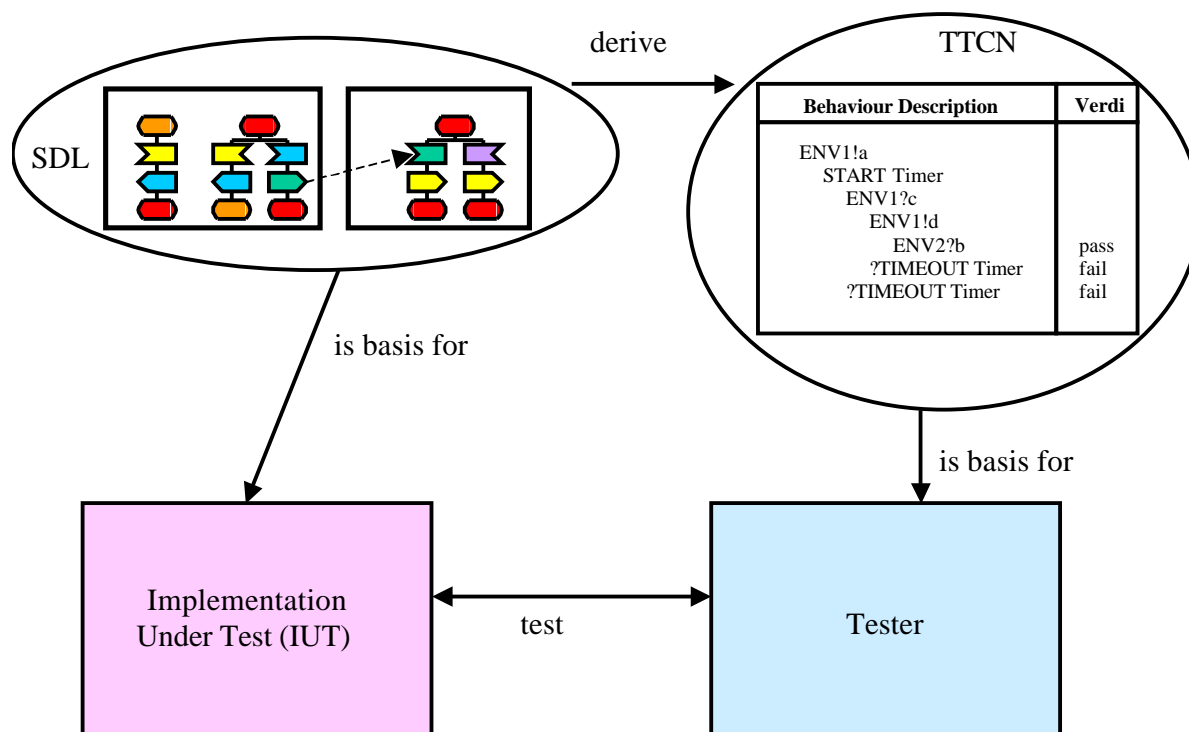 derive
TTCN
SDL
Behaviour Description Verdi
ENV1!a
START Timer
ENV1?c
ENV1!d
ENV2?b pass
?TIMEOUT Timer fail
?TIMEOUT Timer fail
is basis for
is basis for
Implementation
Under Test (IUT)
test
Tester